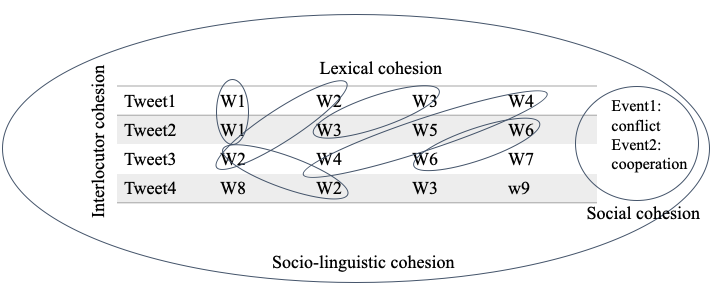 Lexical cohesion
Interlocutor cohesion
Tweet1 W1 W2 W3 W4
Tweet2 W1 W3 W5 W6
Tweet3 W2 W4 W6 W7
Tweet4 W8 W2 W3 w9
Event1:
conflict
Event2:
cooperation
Social cohesion
Socio-linguistic cohesion